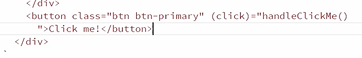 </div>
<button class="btn btn-primary" (click)="handleClickMe()
">Click me!</button>
</div>